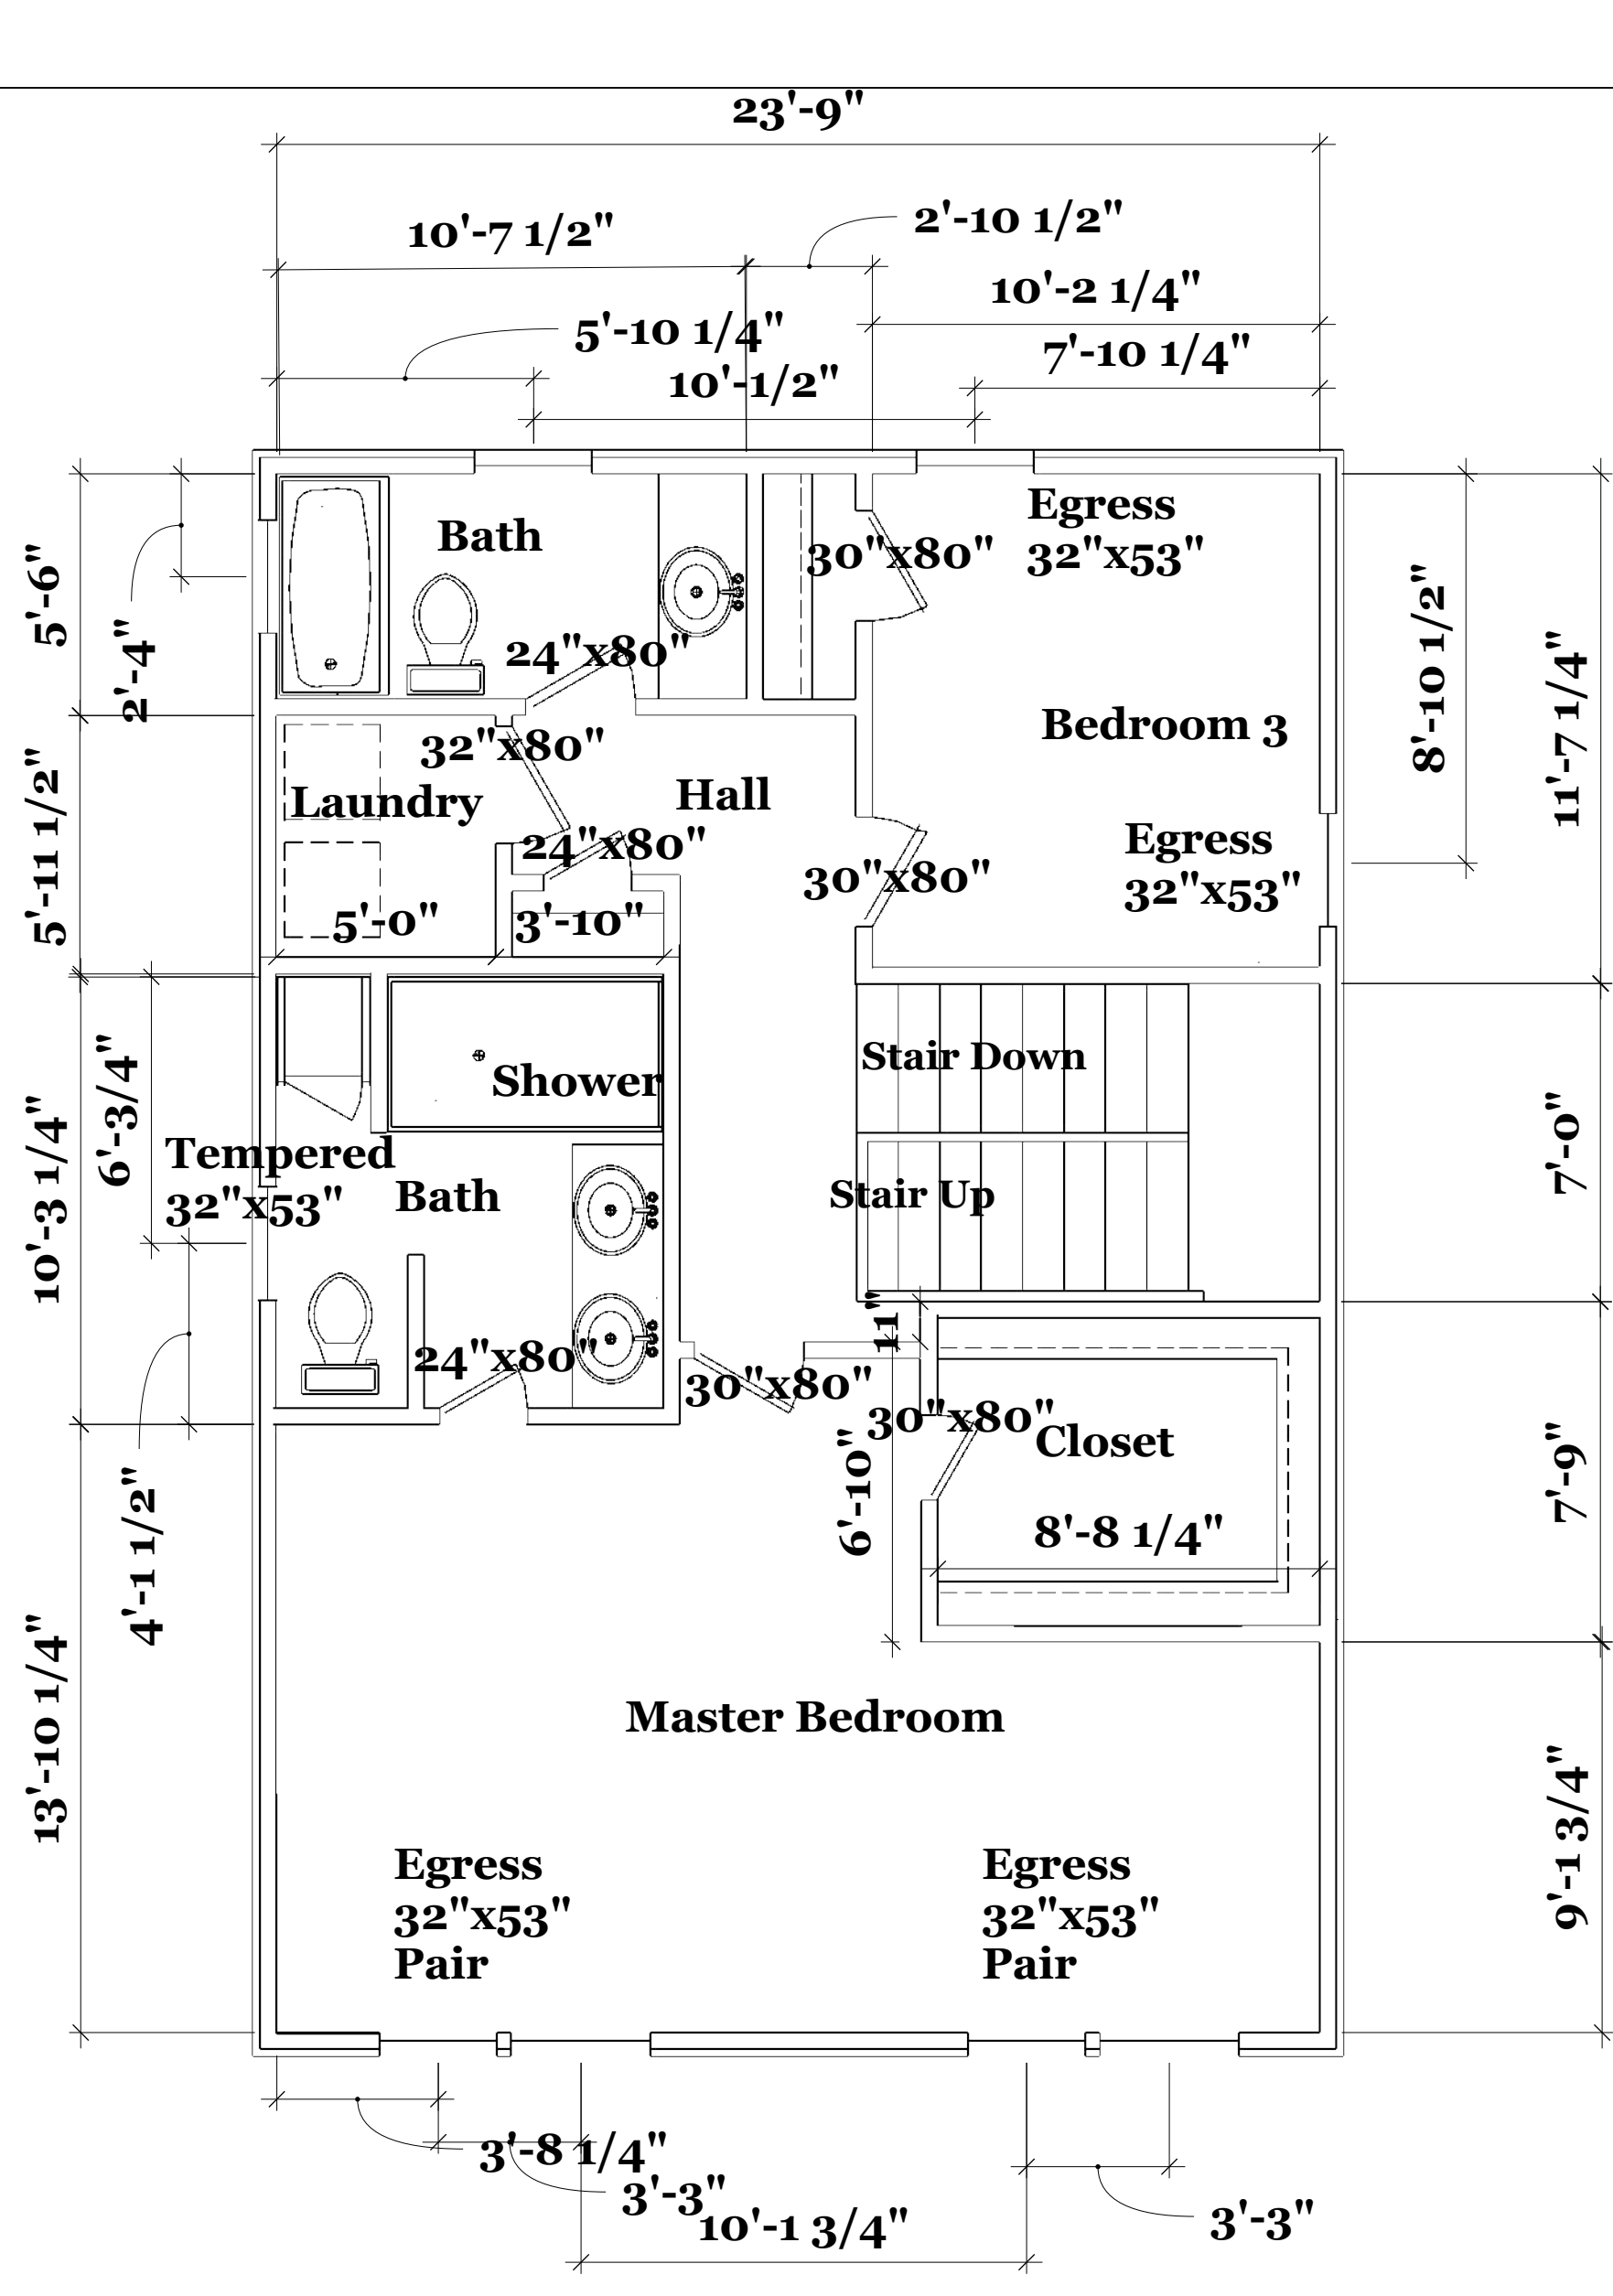 23'-9"
10'-7 1/2"
2'-10 1/2"
10'-2 1/4"
5'-10 1/4"
7'-10 1/4"
10'-1/2"
Egress
32"x53"
Bath
30"x80"
5'-6"
2'-4"
24"x80"
8'-10 1/2"
11'-7 1/4"
Bedroom 3
32"x80"
Laundry
Hall
24"x80"
Egress
32"x53"
30"x80"
5'-11 1/2"
5'-0"
3'-10"
Stair Down
Shower
6'-3/4"
10'-3 1/4"
7'-0"
Tempered
32"x53"
Bath
Stair Up
11"
24"x80"
30"x80"
30"x80"
Closet
6'-10"
7'-9"
8'-8 1/4"
4'-1 1/2"
13'-10 1/4"
Master Bedroom
9'-1 3/4"
Egress
32"x53"
Pair
Egress
32"x53"
Pair
3'-8 1/4"
3'-3"
10'-1 3/4"
3'-3"